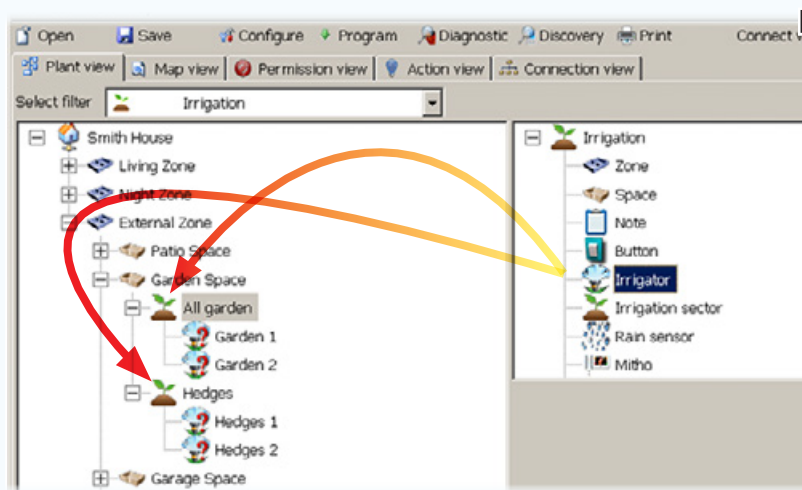 Open Save Configure Program Diagnostic Discovery Print Connect
Plant view Map view Permission view Action view Connection view
Select filter Irrigation
Smith House
Living Zone
Night Zone
External Zone
Patio Space
Garden Space
All garden
Garden 1
Garden 2
Hedges
Hedges 1
Hedges 2
Garage Space
Irrigation
Zone
Space
Note
Button
Irrigator
Irrigation sector
Rain sensor
Mitho